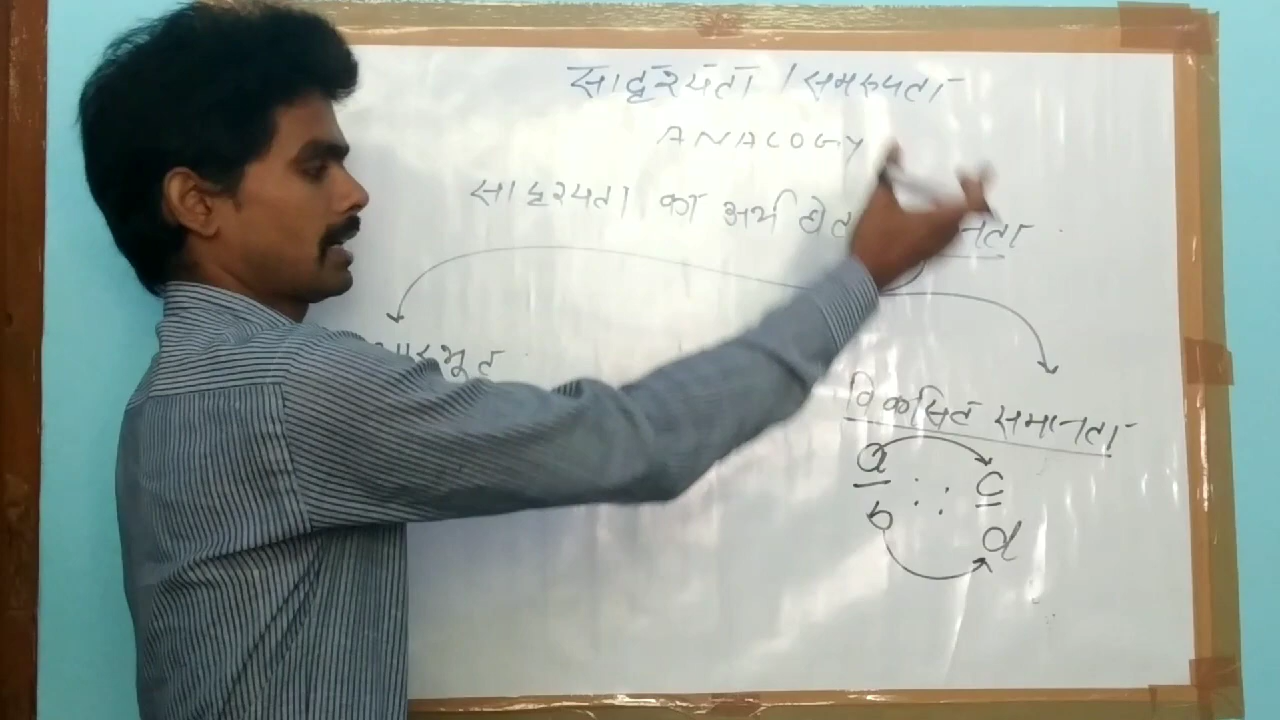 सादृश्यता / समरुपता
ANALOGY
सादृश्यता का अर्थ
विकसित समानता
a : : c
b d